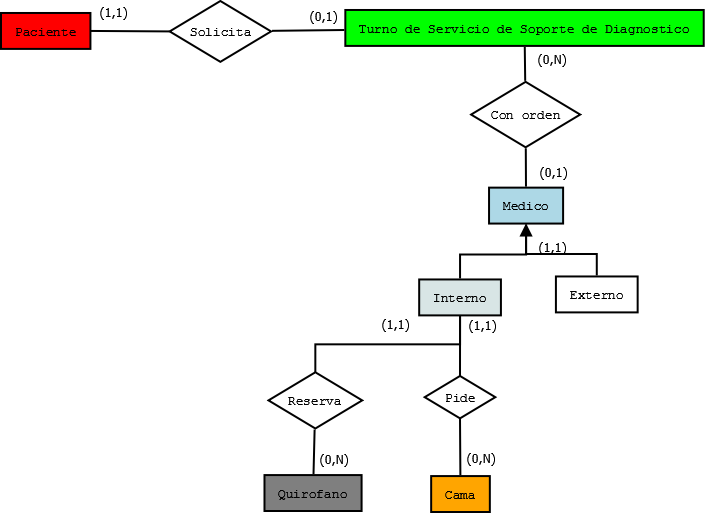 (1,1)
(0,1)
Paciente
Solicita
Turno de Servicio de Soporte de Diagnostico
(0,N)
Con orden
(0,1)
Medico
(1,1)
Interno
Externo
(1,1)
(1,1)
Reserva
Pide
(0,N)
(0,N)
Quirofano
Cama